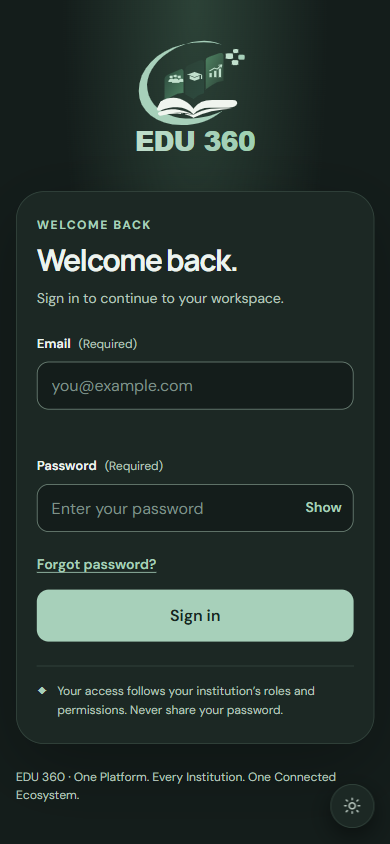 EDU 360
WELCOME BACK
Welcome back.
Sign in to continue to your workspace.
Email (Required)
you@example.com
Password (Required)
Enter your password Show
Forgot password?
Sign in
Your access follows your institution’s roles and
permissions. Never share your password.
EDU 360 · One Platform. Every Institution. One Connected
Ecosystem.